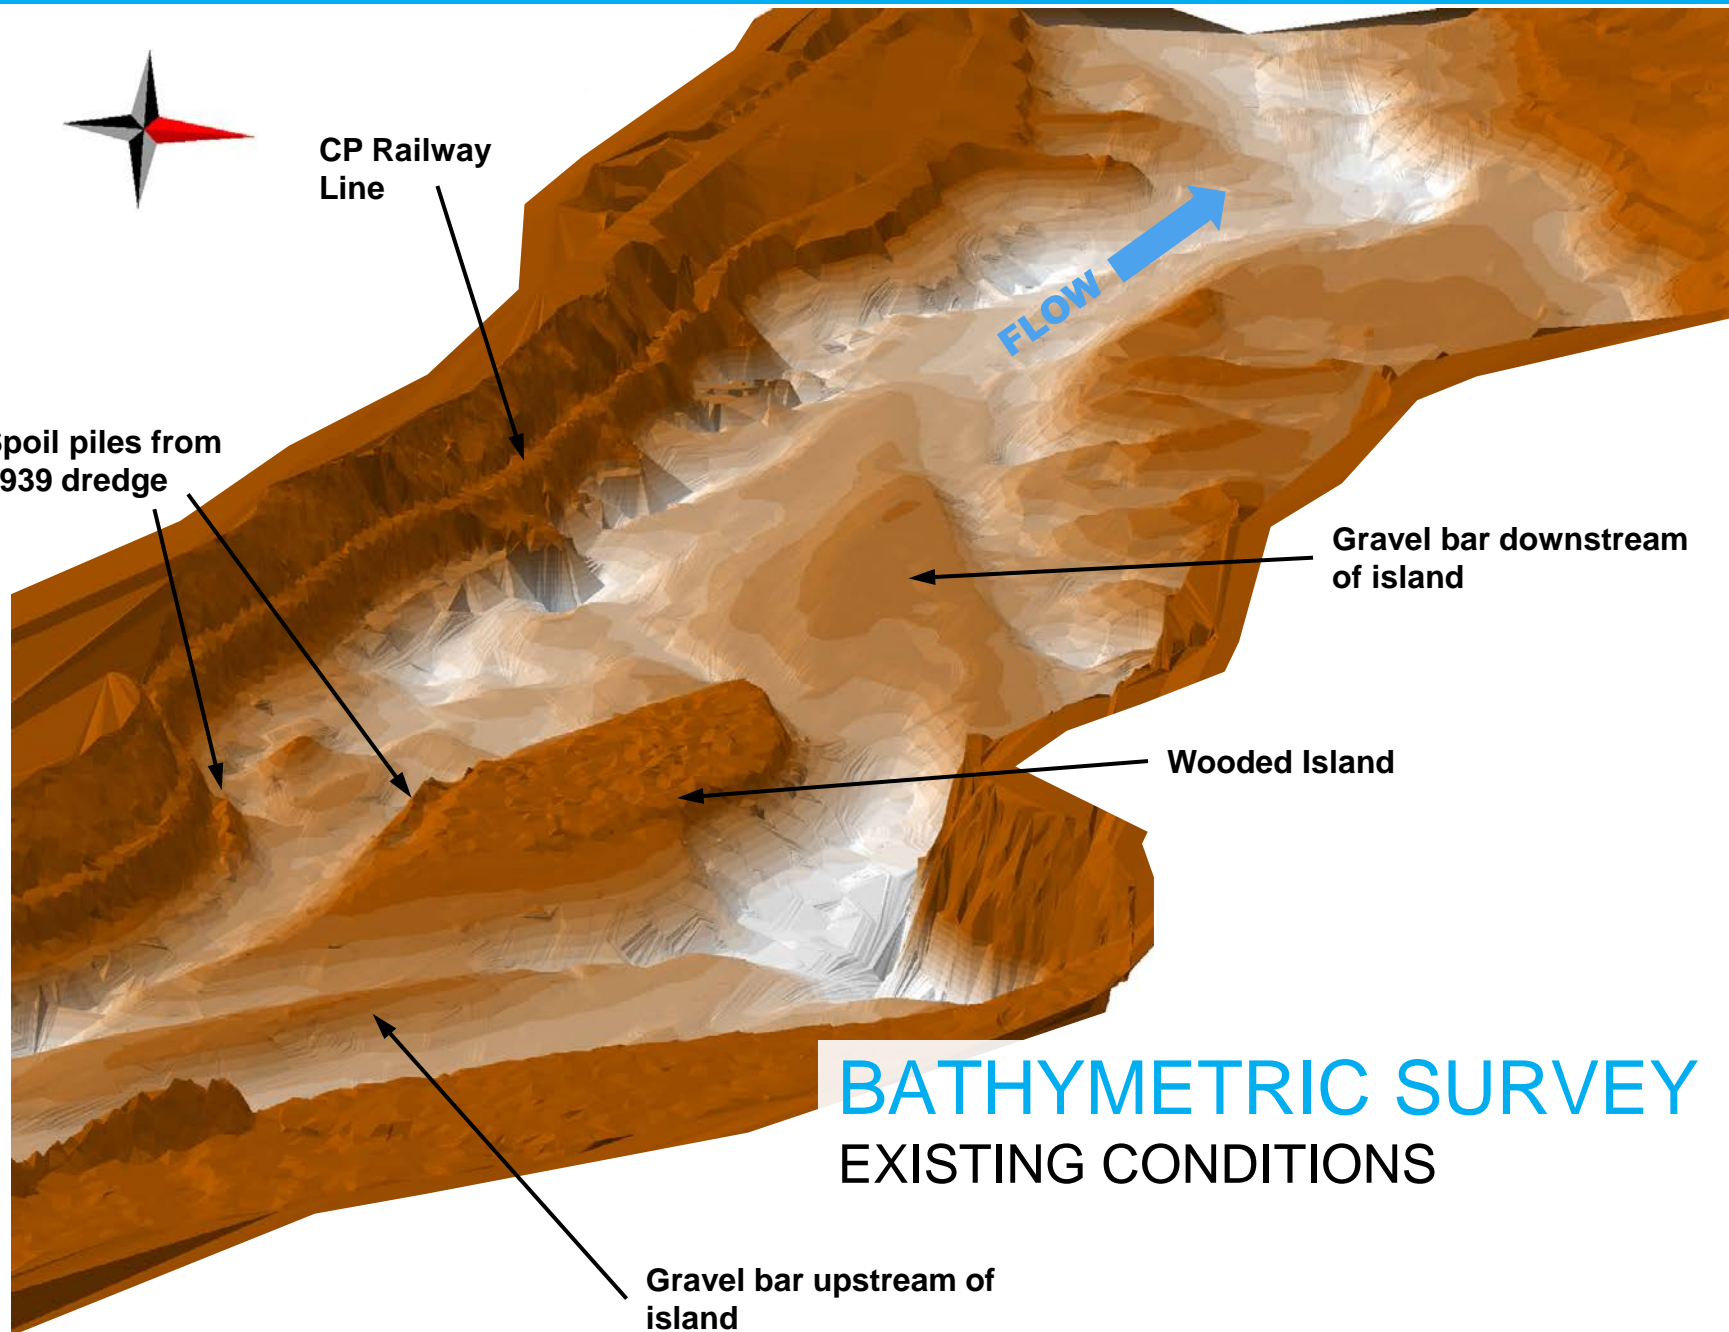 CP Railway
Line
FLOW
poil piles from
939 dredge
Gravel bar downstream
of island
Wooded Island
BATHYMETRIC SURVEY
EXISTING CONDITIONS
Gravel bar upstream of
island